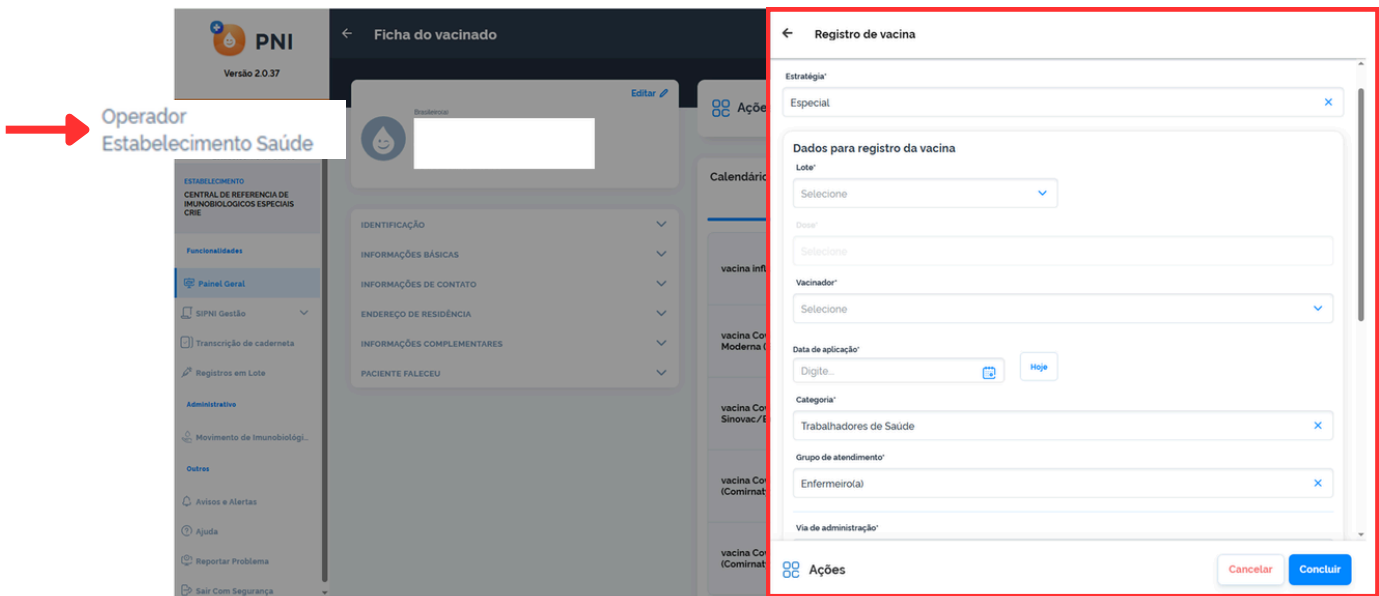 PNI
Versão 2.0.37
Operador
Estabelecimento Saúde
ESTABELECIMENTO
CENTRAL DE REFERENCIA DE
IMUNOBIOLOGICOS ESPECIAIS
CRIE
Funcionalidades
Painel Geral
SIPNI Gestão
Transcrição de caderneta
Registros em Lote
Administrativo
Movimento de Imunobiológi...
Outros
Avisos e Alertas
Ajuda
Reportar Problema
Sair Com Segurança
Ficha do vacinado
Editar
Brasileiro(a)
IDENTIFICAÇÃO
INFORMAÇÕES BÁSICAS
INFORMAÇÕES DE CONTATO
ENDEREÇO DE RESIDÊNCIA
INFORMAÇÕES COMPLEMENTARES
PACIENTE FALECEU
Açõe
Calendário
vacina infl
vacina Cov
Moderna (
vacina Cov
Sinovac/B
vacina Cov
(Comirnat
vacina Cov
(Comirnat
Registro de vacina
Estratégia*
Especial
Dados para registro da vacina
Lote*
Selecione
Dose*
Selecione
Vacinador*
Selecione
Data de aplicação*
Digite...
Hoje
Categoria*
Trabalhadores de Saúde
Grupo de atendimento*
Enfermeiro(a)
Via de administração*
Ações
Cancelar
Concluir